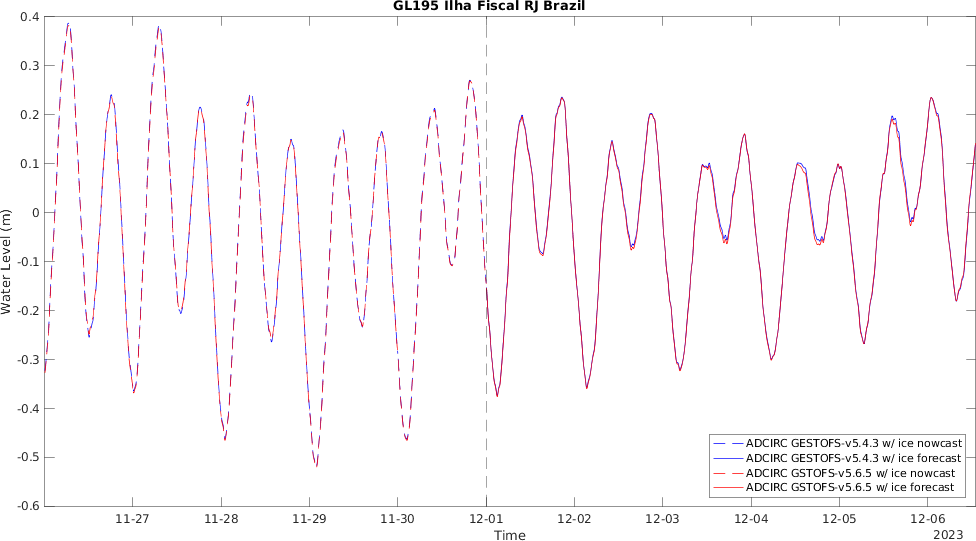 GL195 Ilha Fiscal RJ Brazil
0.4
0.3
0.2
0.1
0
-0.1
-0.2
-0.3
-0.4
-0.5
-0.6
Water Level (m)
ADCIRC GESTOFS-v5.4.3 w/ ice nowcast
ADCIRC GESTOFS-v5.4.3 w/ ice forecast
ADCIRC GSTOFS-v5.6.5 w/ ice nowcast
ADCIRC GSTOFS-v5.6.5 w/ ice forecast
11-27 11-28 11-29 11-30 12-01 12-02 12-03 12-04 12-05 12-06
Time
2023